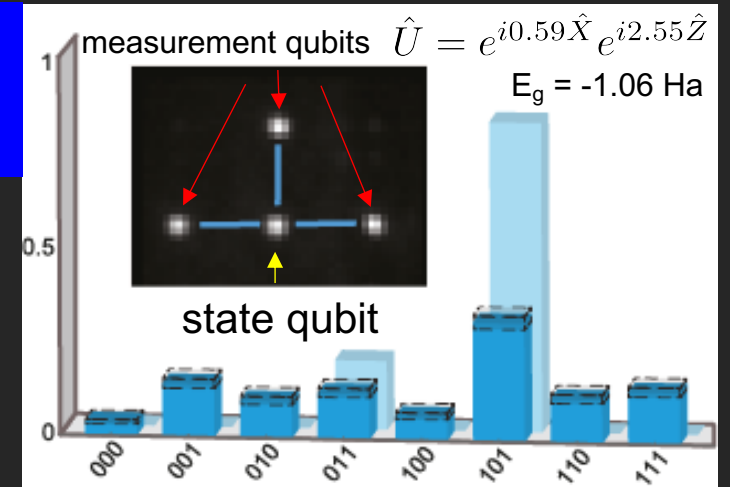 measurement qubits
Û = e^{i0.59X̂} e^{i2.55Ẑ}
E_g = -1.06 Ha
state qubit
1
0.5
0
000 001 010 011 100 101 110 111